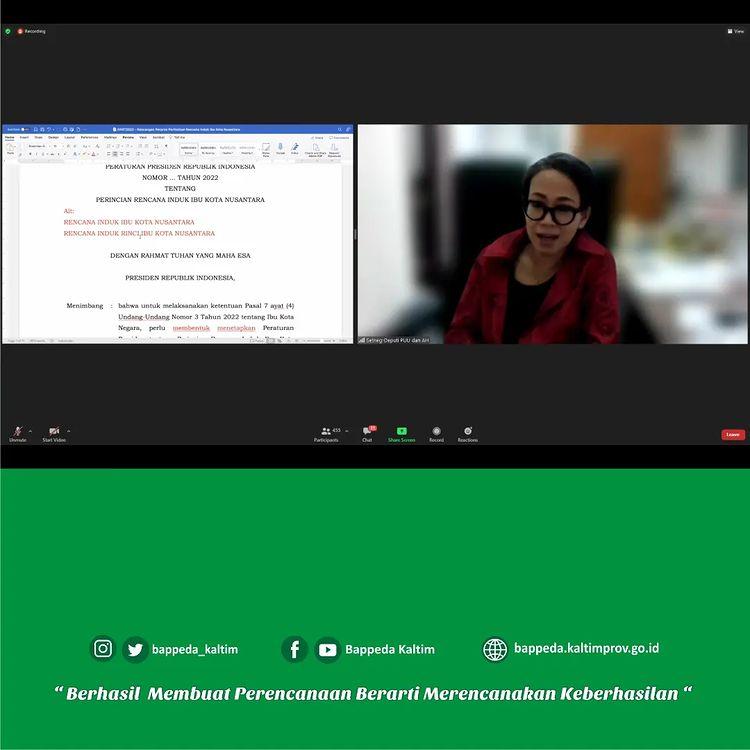 Recording
View
PERATURAN PRESIDEN REPUBLIK INDONESIA
NOMOR ... TAHUN 2022
TENTANG
PERINCIAN RENCANA INDUK IBU KOTA NUSANTARA
Alt:
RENCANA INDUK IBU KOTA NUSANTARA
RENCANA INDUK RINCI IBU KOTA NUSANTARA
DENGAN RAHMAT TUHAN YANG MAHA ESA
PRESIDEN REPUBLIK INDONESIA,
Menimbang : bahwa untuk melaksanakan ketentuan Pasal 7 ayat (4)
Undang-Undang Nomor 3 Tahun 2022 tentang Ibu Kota
Negara, perlu membentuk menetapkan Peraturan
Setneg-Deputi PUU dan AH
Unmute
Start Video
455
Participants
Chat
Share Screen
Record
Reactions
Leave
bappeda_kaltim
Bappeda Kaltim
bappeda.kaltimprov.go.id
“ Berhasil Membuat Perencanaan Berarti Merencanakan Keberhasilan “